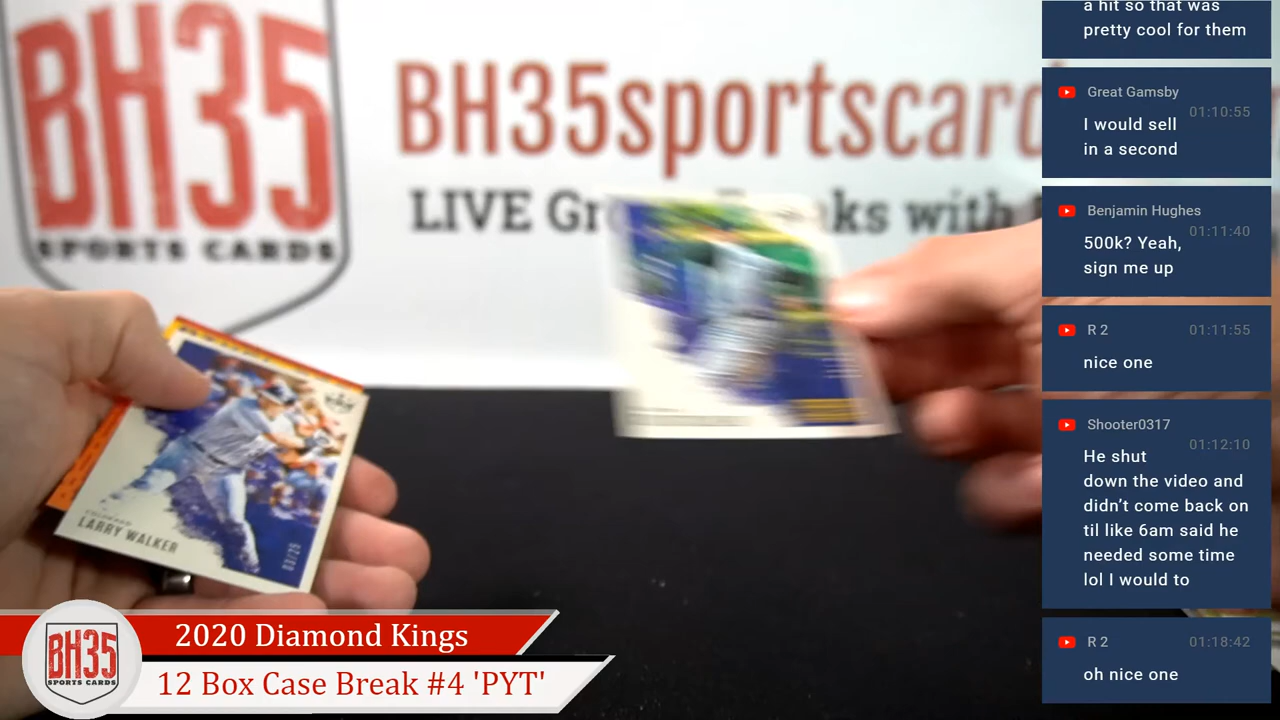 BH35
SPORTS CARDS
BH35sportscard
LIVE Gr
ks with
COLORADO
LARRY WALKER
03/25
BH35
SPORTS CARDS
2020 Diamond Kings
12 Box Case Break #4 'PYT'
a hit so that was
pretty cool for them
Great Gamsby
01:10:55
I would sell
in a second
Benjamin Hughes
01:11:40
500k? Yeah,
sign me up
R 2
01:11:55
nice one
Shooter0317
01:12:10
He shut
down the video and
didn't come back on
til like 6am said he
needed some time
lol I would to
R 2
01:18:42
oh nice one